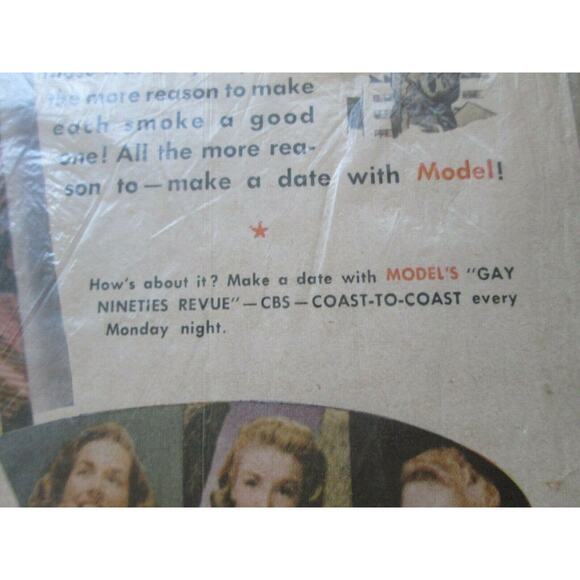 the more reason to make
each smoke a good
one! All the more rea-
son to—make a date with Model!
How's about it? Make a date with MODEL'S "GAY
NINETIES REVUE"—CBS—COAST-TO-COAST every
Monday night.